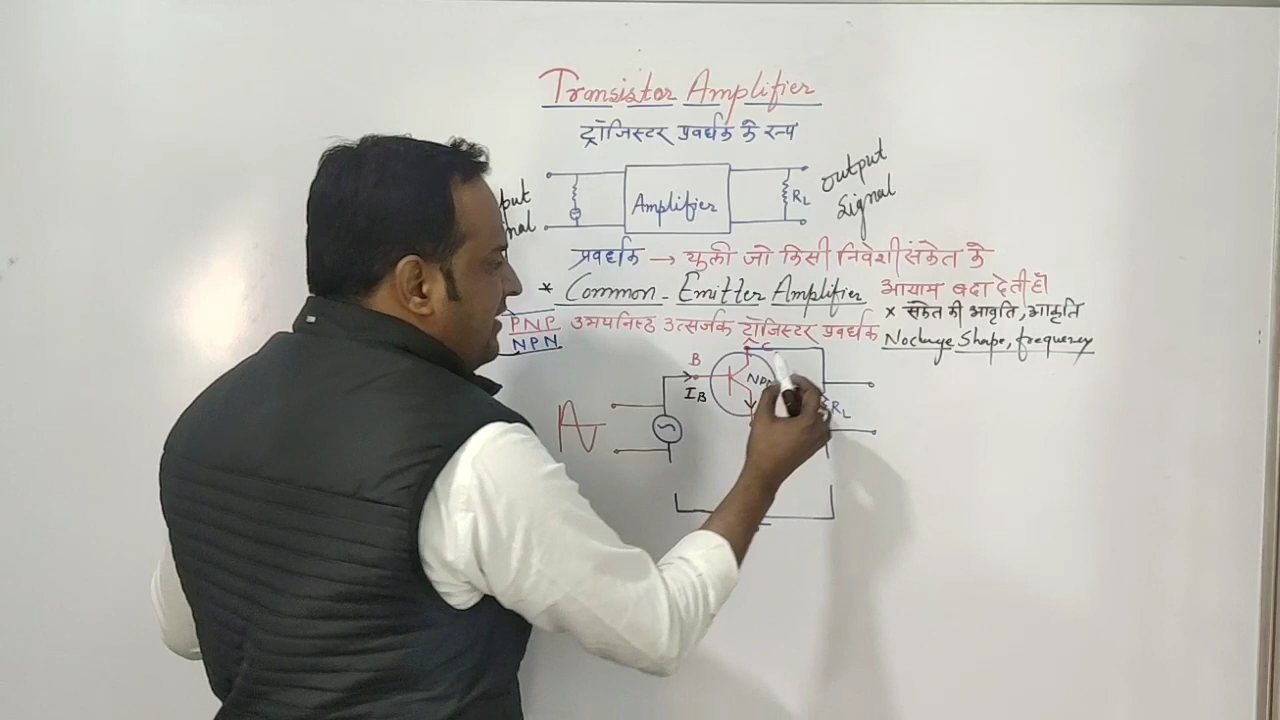 Transistor Amplifier
ट्रॉंजिस्टर प्रवर्धक के रूप
put
nal
Amplifier
RL
output
signal
प्रवर्धक → युक्ती जो किसी निवेशी संकेत के
* Common - Emitter Amplifier आयाम बढा देती हों
x संकेत की आवृति, आकृति
PNP उभयनिष्ठ उत्सर्जक ट्रॉंजिस्टर प्रवर्धक
NPN
Nochnge Shape, frequency
B
C
IB
NPN
RL